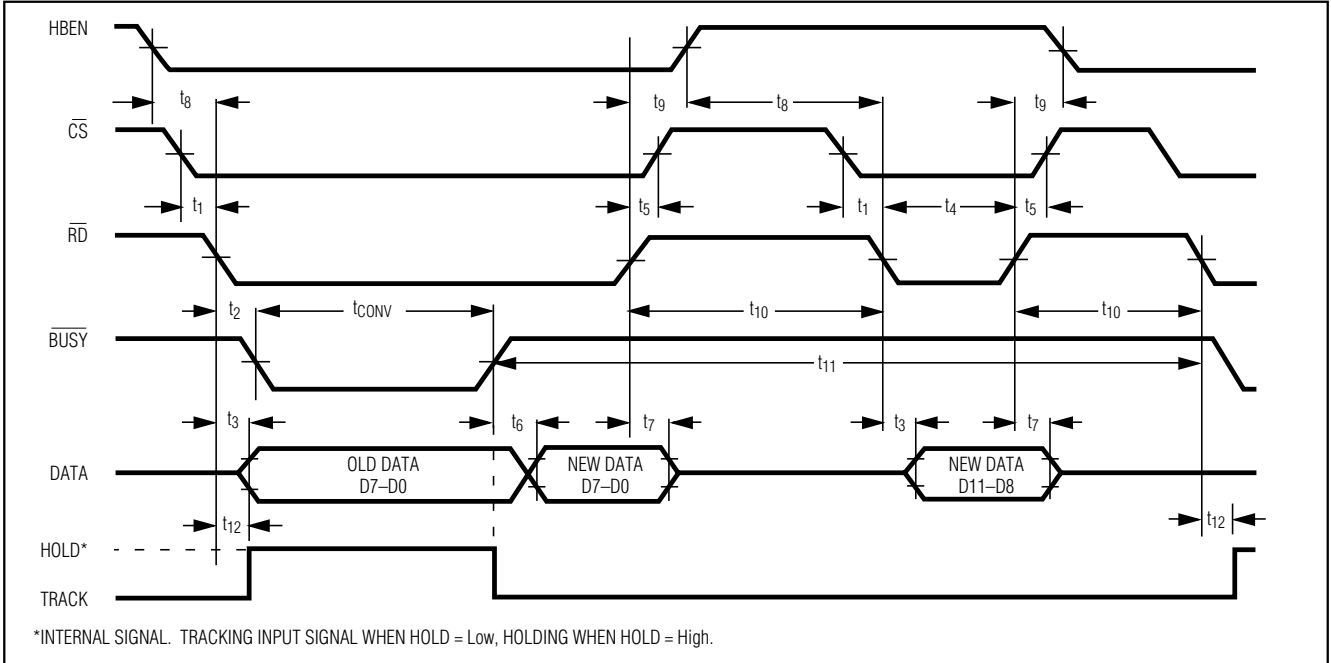 HBEN
t8 t9 t8 t9
CS
t1 t5 t1 t4 t5
RD
t2 tCONV t10 t10
BUSY
t11
t3 t6 t7 t3 t7
DATA
OLD DATA
D7–D0
NEW DATA
D7–D0
NEW DATA
D11–D8
t12 t12
HOLD*
TRACK
*INTERNAL SIGNAL. TRACKING INPUT SIGNAL WHEN HOLD = Low, HOLDING WHEN HOLD = High.